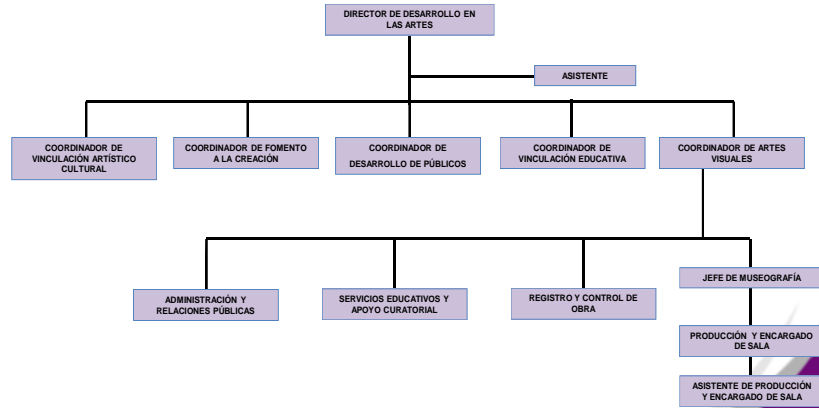 DIRECTOR DE DESARROLLO EN
LAS ARTES
ASISTENTE
COORDINADOR DE
VINCULACIÓN ARTÍSTICO
CULTURAL
COORDINADOR DE FOMENTO
A LA CREACIÓN
COORDINADOR DE
DESARROLLO DE PÚBLICOS
COORDINADOR DE
VINCULACIÓN EDUCATIVA
COORDINADOR DE ARTES
VISUALES
ADMINISTRACIÓN Y
RELACIONES PÚBLICAS
SERVICIOS EDUCATIVOS Y
APOYO CURATORIAL
REGISTRO Y CONTROL DE
OBRA
JEFE DE MUSEOGRAFÍA
PRODUCCIÓN Y ENCARGADO
DE SALA
ASISTENTE DE PRODUCCIÓN
Y ENCARGADO DE SALA